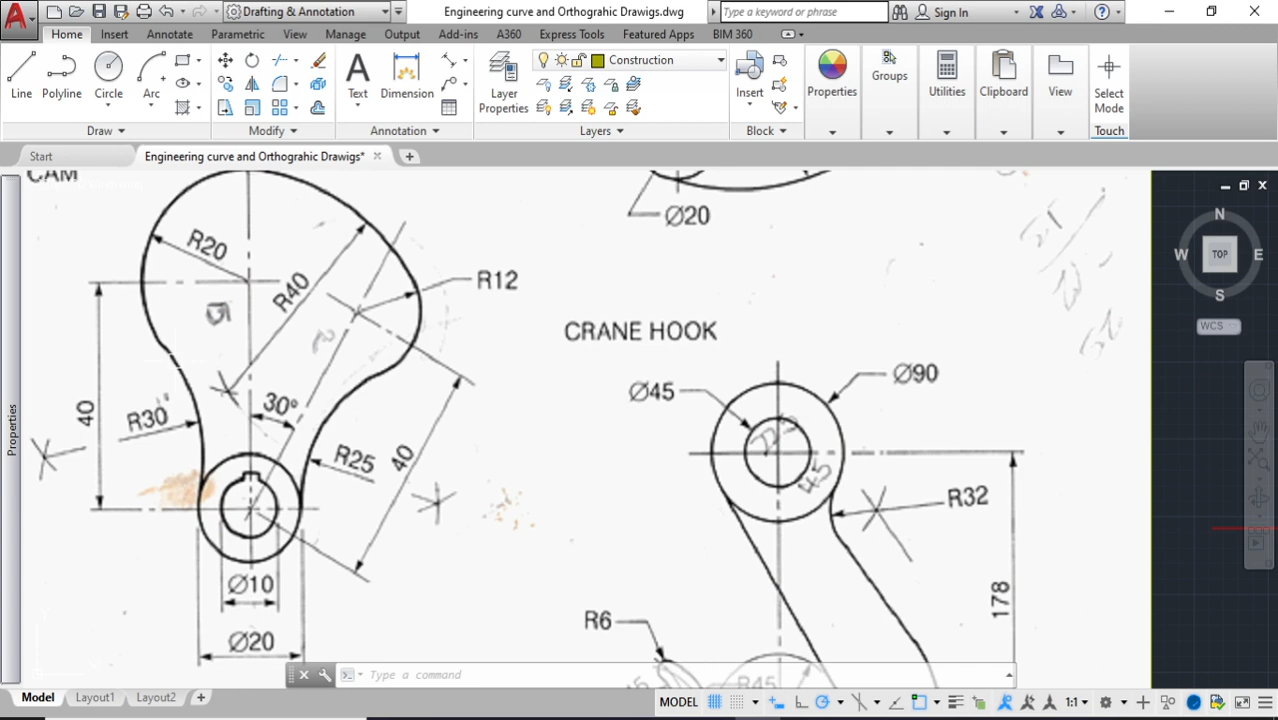 Drafting & Annotation
Engineering curve and Orthograhic Drawigs.dwg
Type a keyword or phrase
Sign In
Home
Insert
Annotate
Parametric
View
Manage
Output
Add-ins
A360
Express Tools
Featured Apps
BIM 360
Line
Polyline
Circle
Arc
Text
Dimension
Layer
Properties
Construction
Insert
Properties
Groups
Utilities
Clipboard
View
Select
Mode
Draw
Modify
Annotation
Layers
Block
Touch
Start
Engineering curve and Orthograhic Drawigs*
Properties
CAM
R20
R40
R12
40
R30
30°
R25
40
Ø10
Ø20
Ø20
CRANE HOOK
Ø45
Ø90
45
R32
178
R6
R45
N
W
TOP
E
S
WCS
Type a command
Model
Layout1
Layout2
MODEL
1:1